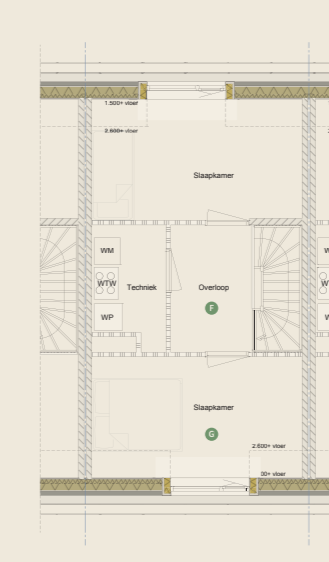 1.500+ vloer
2.600+ vloer
Slaapkamer
WM
WTW
Techniek
Overloop
WP
F
Slaapkamer
G
2.600+ vloer
00+ vloer